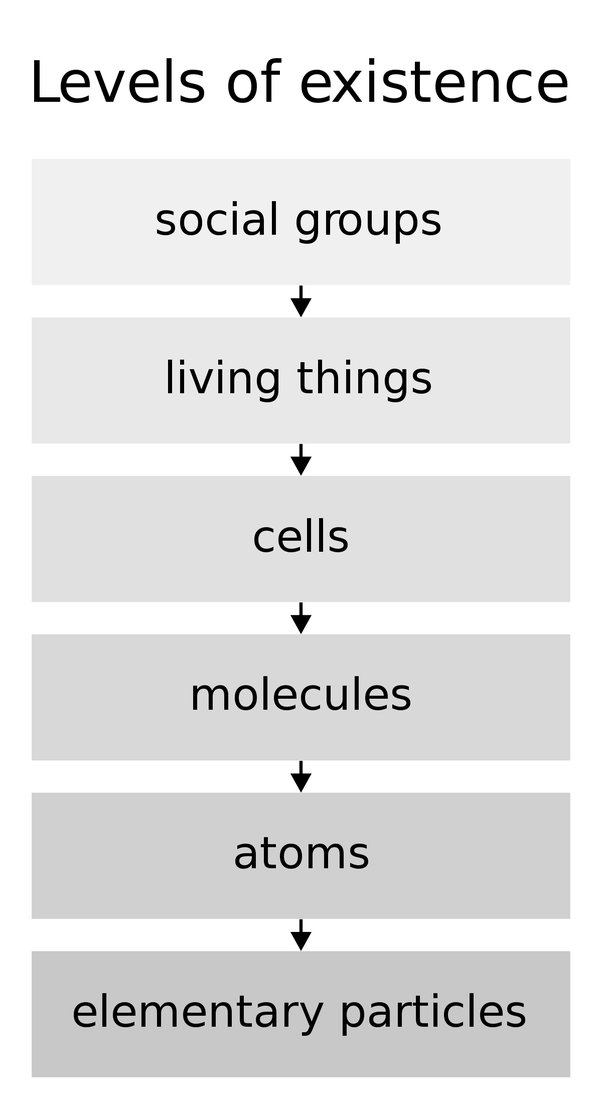 Levels of existence
social groups
living things
cells
molecules
atoms
elementary particles